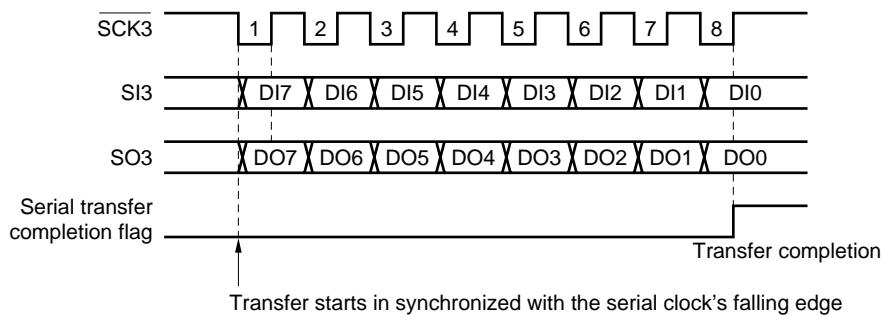 SCK3 1 2 3 4 5 6 7 8
SI3 DI7 DI6 DI5 DI4 DI3 DI2 DI1 DI0
SO3 DO7 DO6 DO5 DO4 DO3 DO2 DO1 DO0
Serial transfer
completion flag
Transfer completion
Transfer starts in synchronized with the serial clock's falling edge